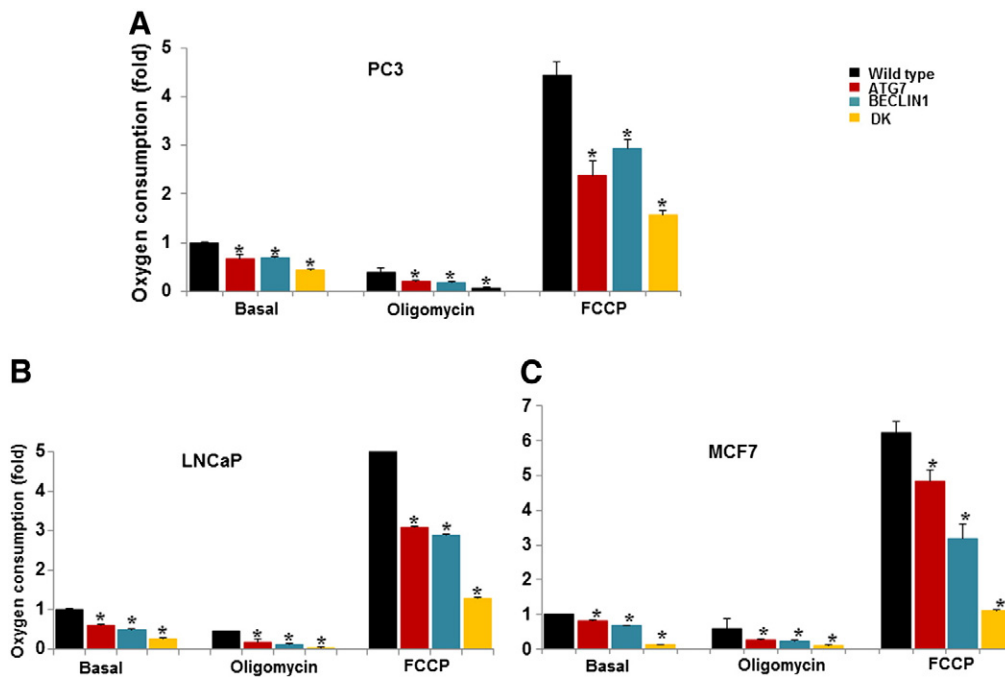 A
Oxygen consumption (fold)
5
4
3
2
1
0
PC3
* * *
* * *
* * *
Basal Oligomycin FCCP
Wild type
ATG7
BECLIN1
DK
B
Oxygen consumption (fold)
5
4
3
2
1
0
LNCaP
* * *
* * *
* * *
Basal Oligomycin FCCP
C
7
6
5
4
3
2
1
0
MCF7
* * *
* * *
* * *
Basal Oligomycin FCCP